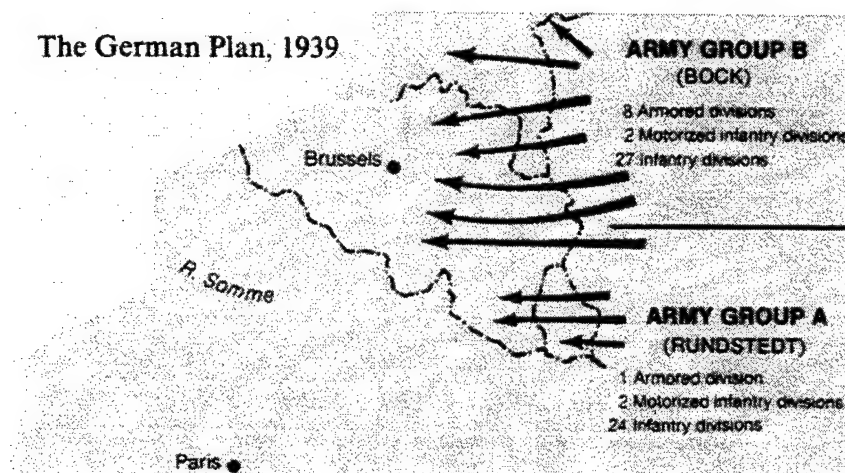 The German Plan, 1939
ARMY GROUP B
(BOCK)
8 Armored divisions
2 Motorized infantry divisions
27 Infantry divisions
Brussels
R. Somme
ARMY GROUP A
(RUNDSTEDT)
1 Armored division
2 Motorized infantry divisions
24 Infantry divisions
Paris